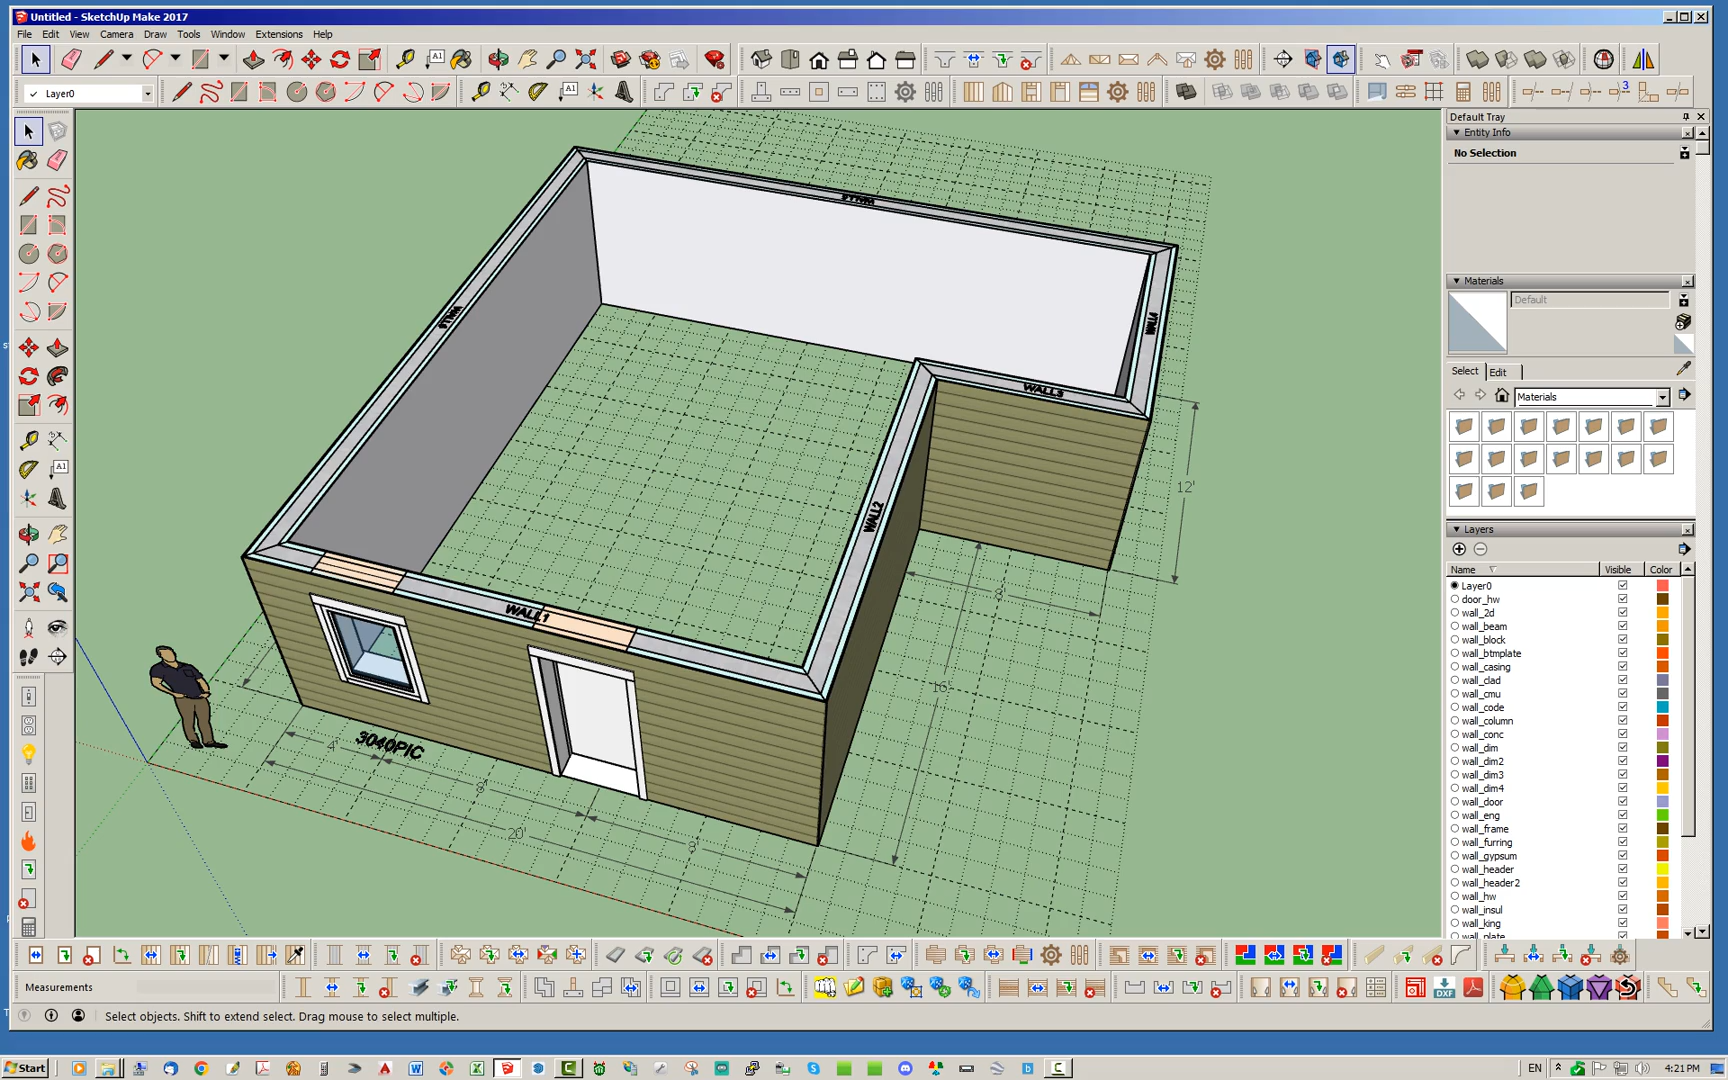 Untitled - SketchUp Make 2017
File Edit View Camera Draw Tools Window Extensions Help
Layer0
Default Tray
Entity Info
No Selection
Materials
Default
Select Edit
Materials
Layers
Name Visible Color
Layer0
door_hw
wall_2d
wall_beam
wall_block
wall_btmplate
wall_casing
wall_clad
wall_cmu
wall_code
wall_column
wall_conc
wall_dim
wall_dim2
wall_dim3
wall_dim4
wall_door
wall_eng
wall_frame
wall_furring
wall_gypsum
wall_header
wall_header2
wall_hw
wall_insul
wall_king
WALL4
WALL3
WALL2
WALL1
12'
8'
16'
3040PIC
4'
8'
20'
8'
Measurements
Select objects. Shift to extend select. Drag mouse to select multiple.
Start
EN
4:21 PM